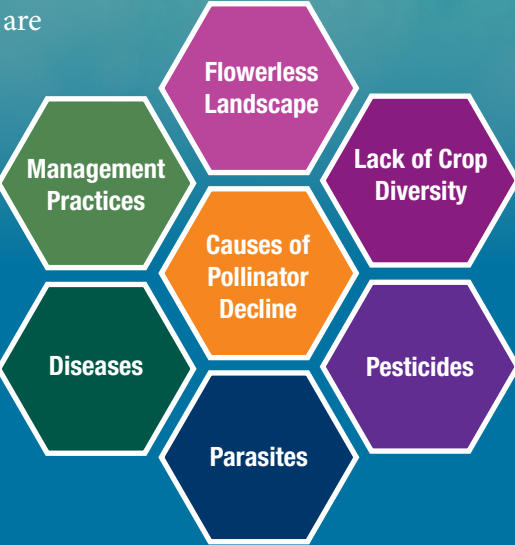 are
Flowerless
Landscape
Management
Practices
Lack of Crop
Diversity
Causes of
Pollinator
Decline
Diseases
Pesticides
Parasites